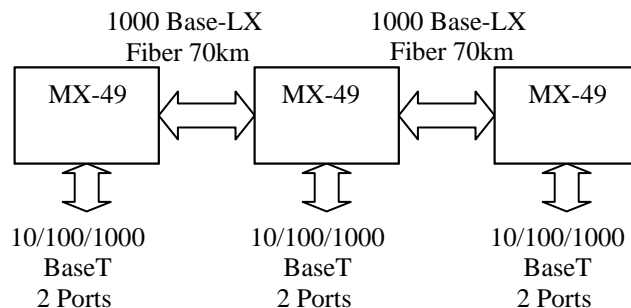 1000 Base-LX
Fiber 70km
1000 Base-LX
Fiber 70km
MX-49
MX-49
MX-49
10/100/1000
BaseT
2 Ports
10/100/1000
BaseT
2 Ports
10/100/1000
BaseT
2 Ports